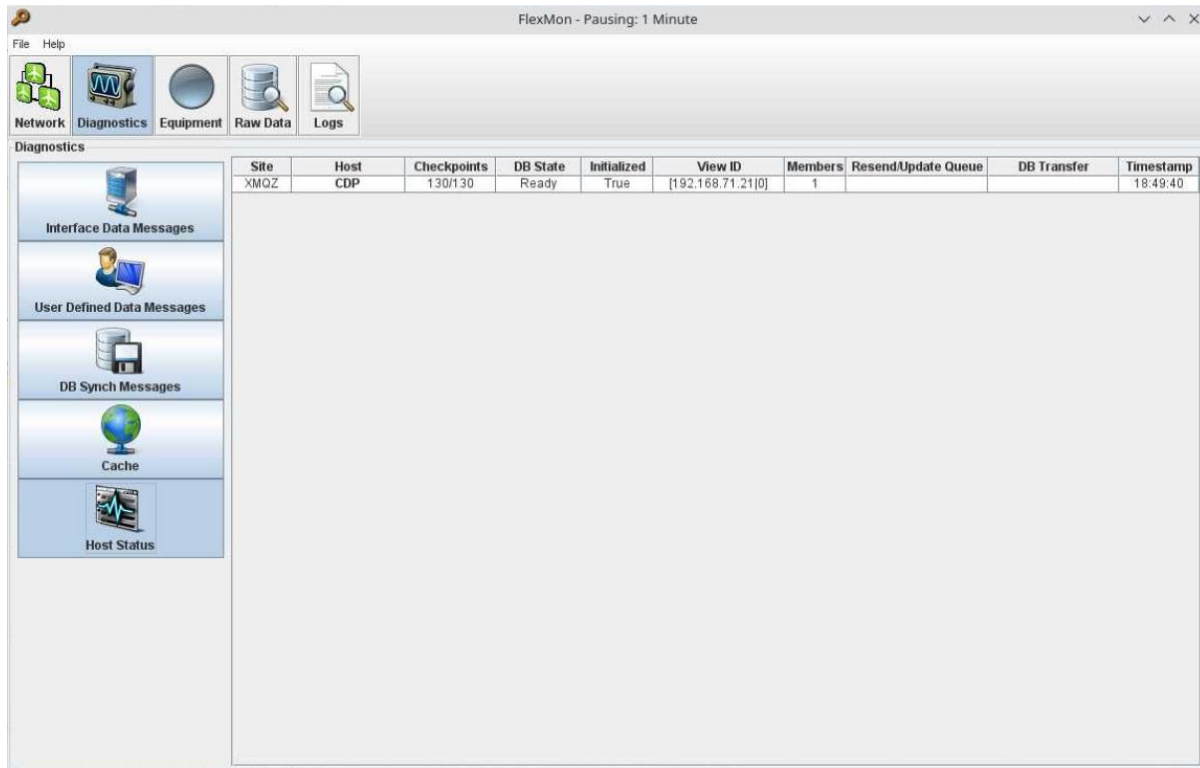 FlexMon - Pausing: 1 Minute
File Help
Network Diagnostics Equipment Raw Data Logs
Diagnostics
Interface Data Messages
User Defined Data Messages
DB Synch Messages
Cache
Host Status
Site Host Checkpoints DB State Initialized View ID Members Resend/Update Queue DB Transfer Timestamp
XMQZ CDP 130/130 Ready True [192.168.71.21|0] 1 18:49:40